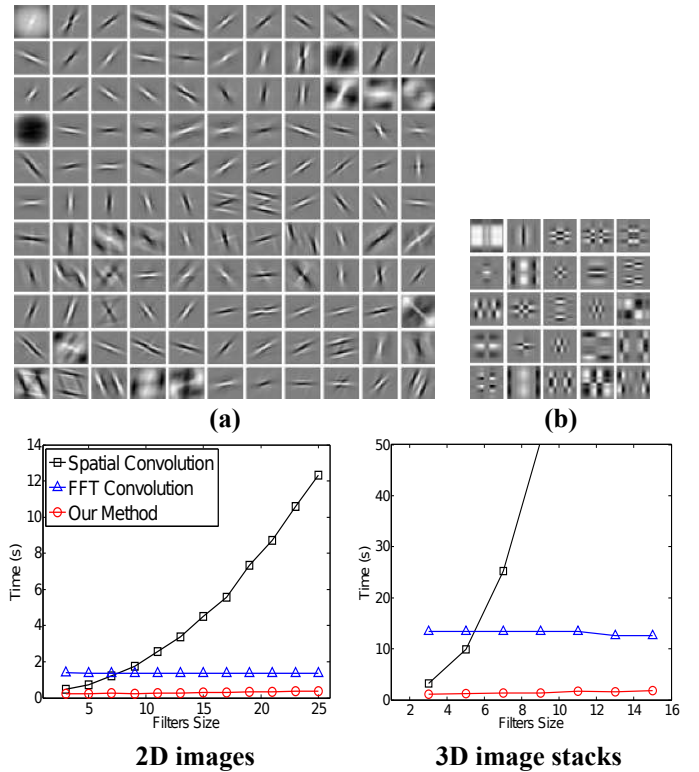 (a)
(b)
14
12
10
8
6
4
2
0
Time (s)
Spatial Convolution
FFT Convolution
Our Method
5
10
15
20
25
Filters Size
2D images
50
40
30
20
10
0
Time (s)
2
4
6
8
10
12
14
16
Filters Size
3D image stacks